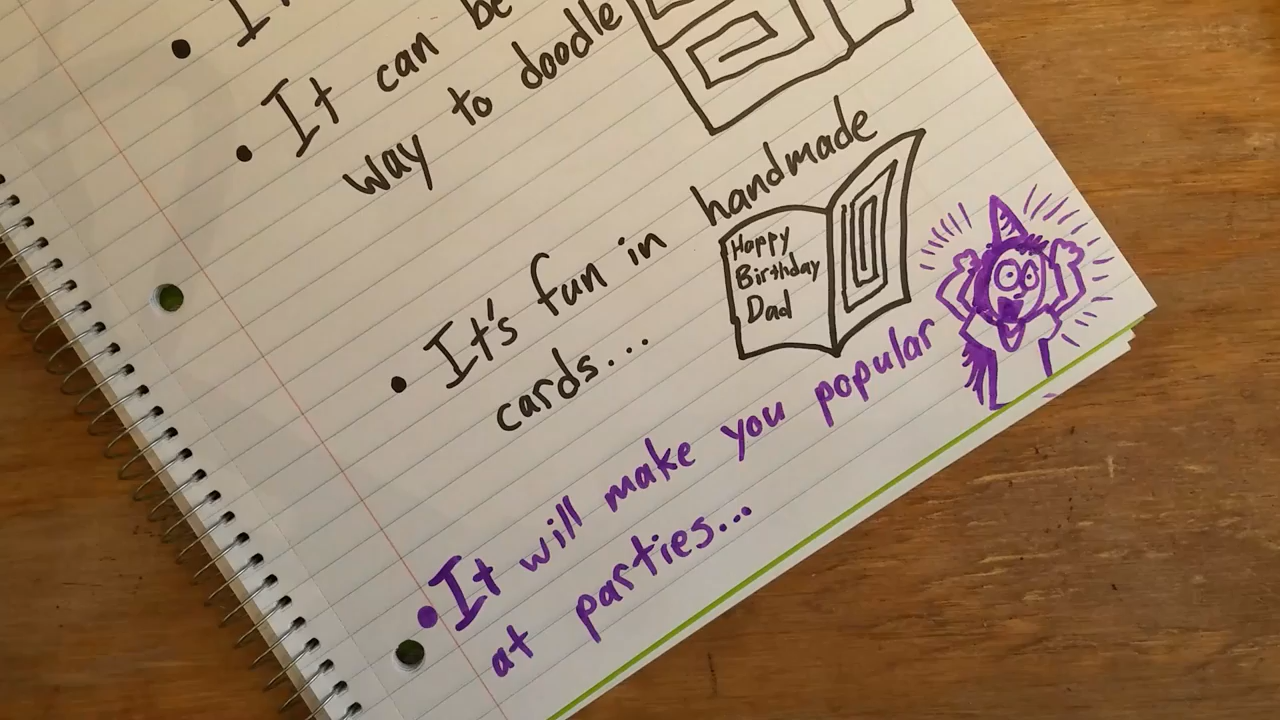 • It can be
way to doodle
• It's fun in handmade
cards...
Happy
Birthday
Dad
• It will make you popular
at parties...